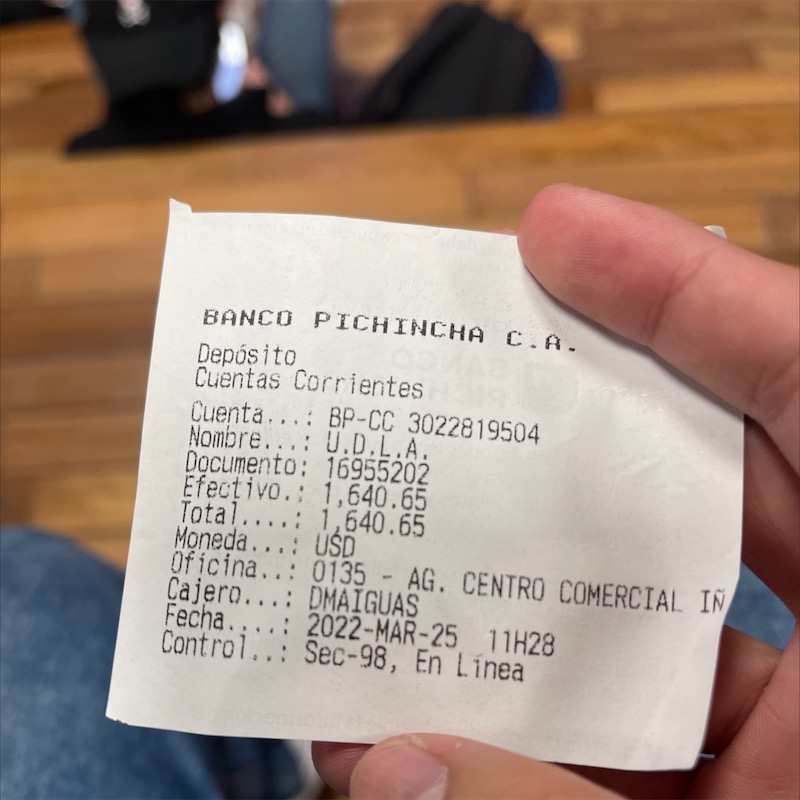 BANCO PICHINCHA C.A.
Depósito
Cuentas Corrientes
Cuenta...: BP-CC 3022819504
Nombre...: U.D.L.A.
Documento: 16955202
Efectivo.: 1,640.65
Total....: 1,640.65
Moneda...: USD
Oficina..: 0135 - AG. CENTRO COMERCIAL IÑ
Cajero...: DMAIGUAS
Fecha....: 2022-MAR-25 11H28
Control..: Sec-98, En Línea